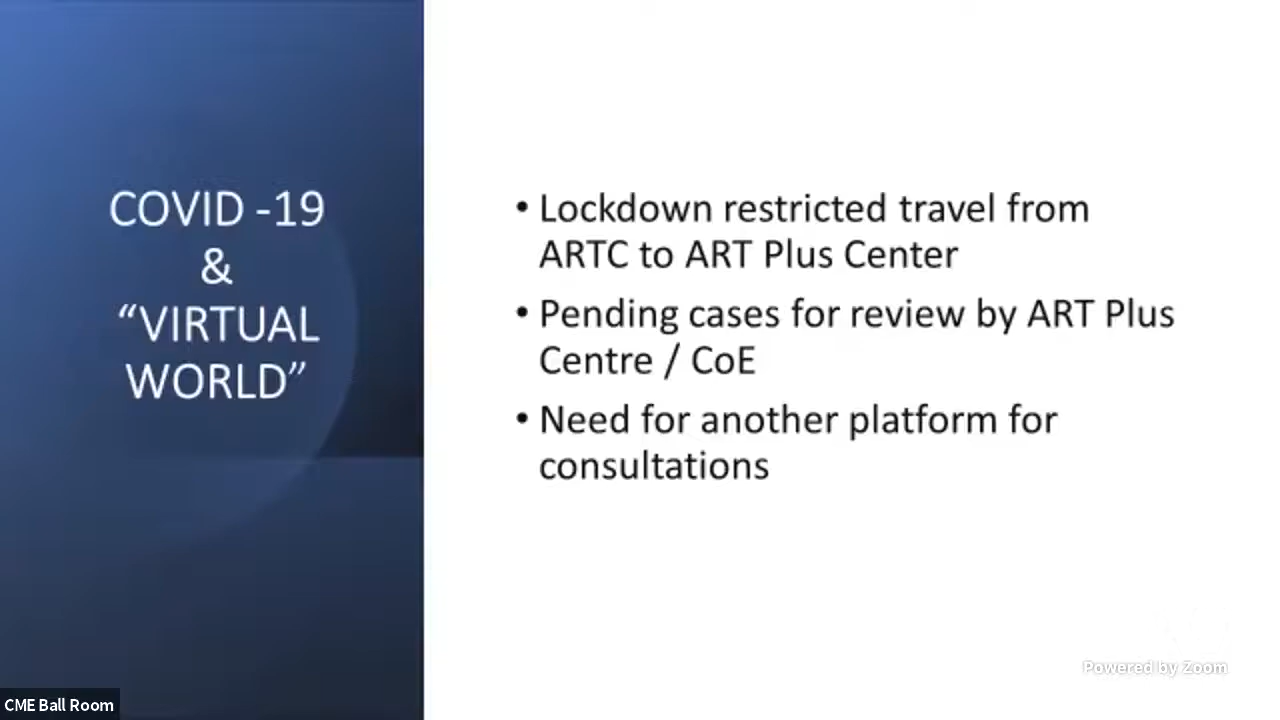 COVID -19
&
“VIRTUAL
WORLD”
• Lockdown restricted travel from
ARTC to ART Plus Center
• Pending cases for review by ART Plus
Centre / CoE
• Need for another platform for
consultations
Powered by Zoom
CME Ball Room